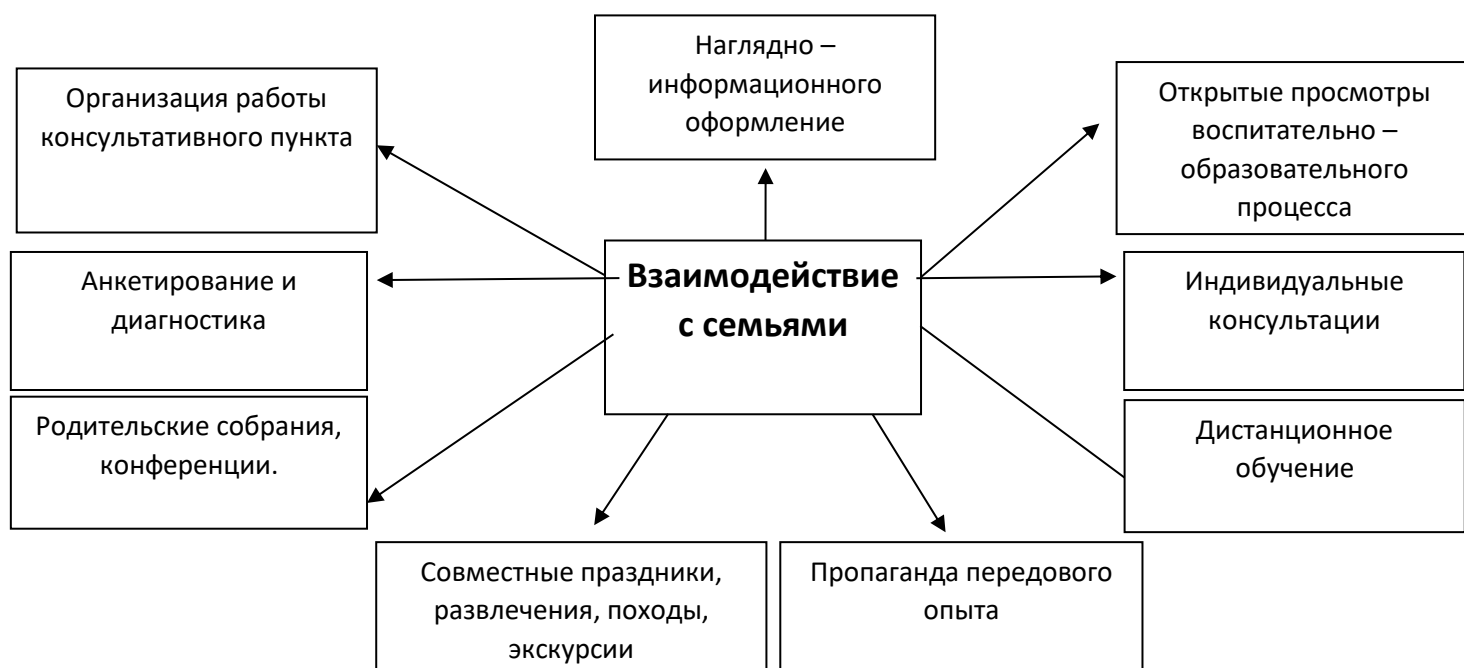 Наглядно –
информационного
оформление
Организация работы
консультативного пункта
Открытые просмотры
воспитательно –
образовательного
процесса
Взаимодействие
с семьями
Анкетирование и
диагностика
Индивидуальные
консультации
Родительские собрания,
конференции.
Дистанционное
обучение
Совместные праздники,
развлечения, походы,
экскурсии
Пропаганда передового
опыта